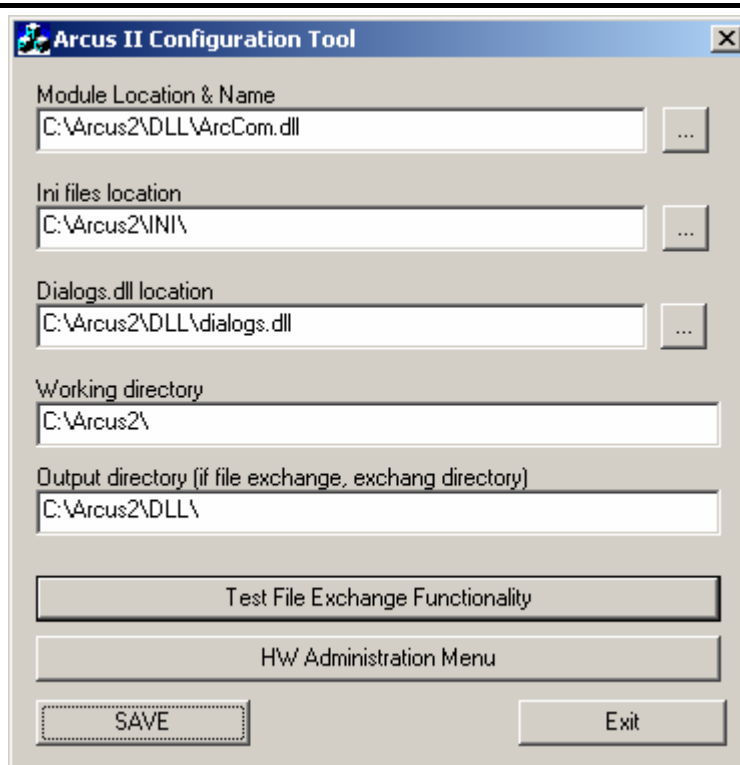 Arcus II Configuration Tool
Module Location & Name
C:\Arcus2\DLL\ArcCom.dll
...
Ini files location
C:\Arcus2\INI\
...
Dialogs.dll location
C:\Arcus2\DLL\dialogs.dll
...
Working directory
C:\Arcus2\
Output directory (if file exchange, exchang directory)
C:\Arcus2\DLL\
Test File Exchange Functionality
HW Administration Menu
SAVE
Exit